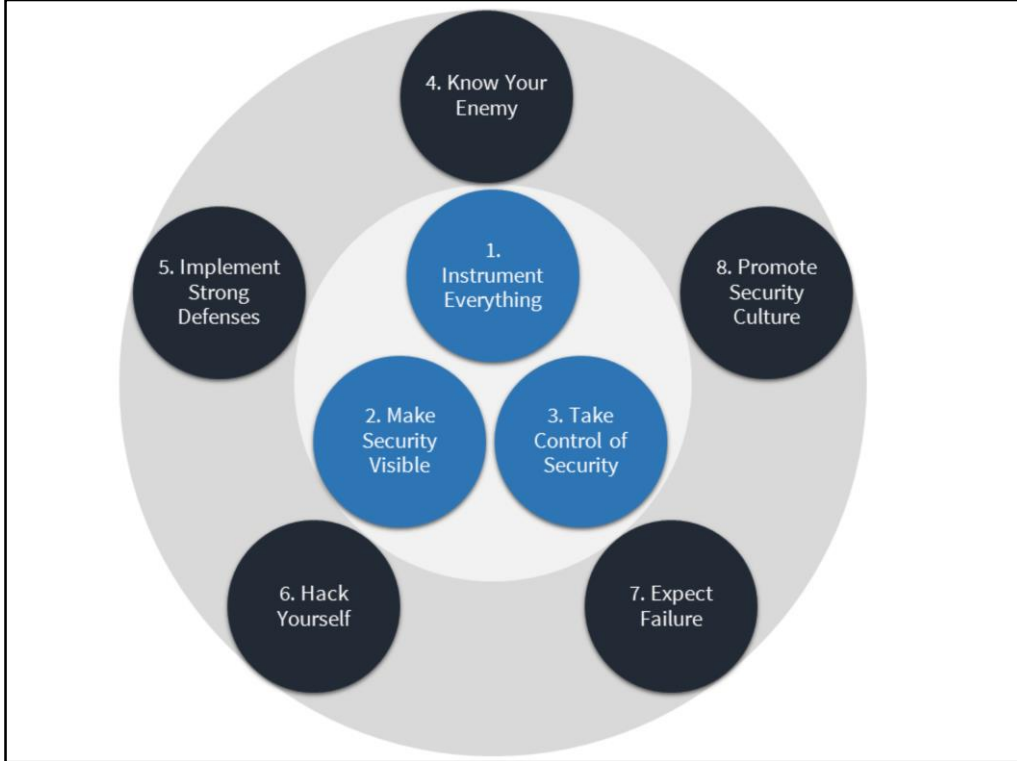 4. Know Your
Enemy
1.
Instrument
Everything
5. Implement
Strong
Defenses
8. Promote
Security
Culture
2. Make
Security
Visible
3. Take
Control of
Security
6. Hack
Yourself
7. Expect
Failure